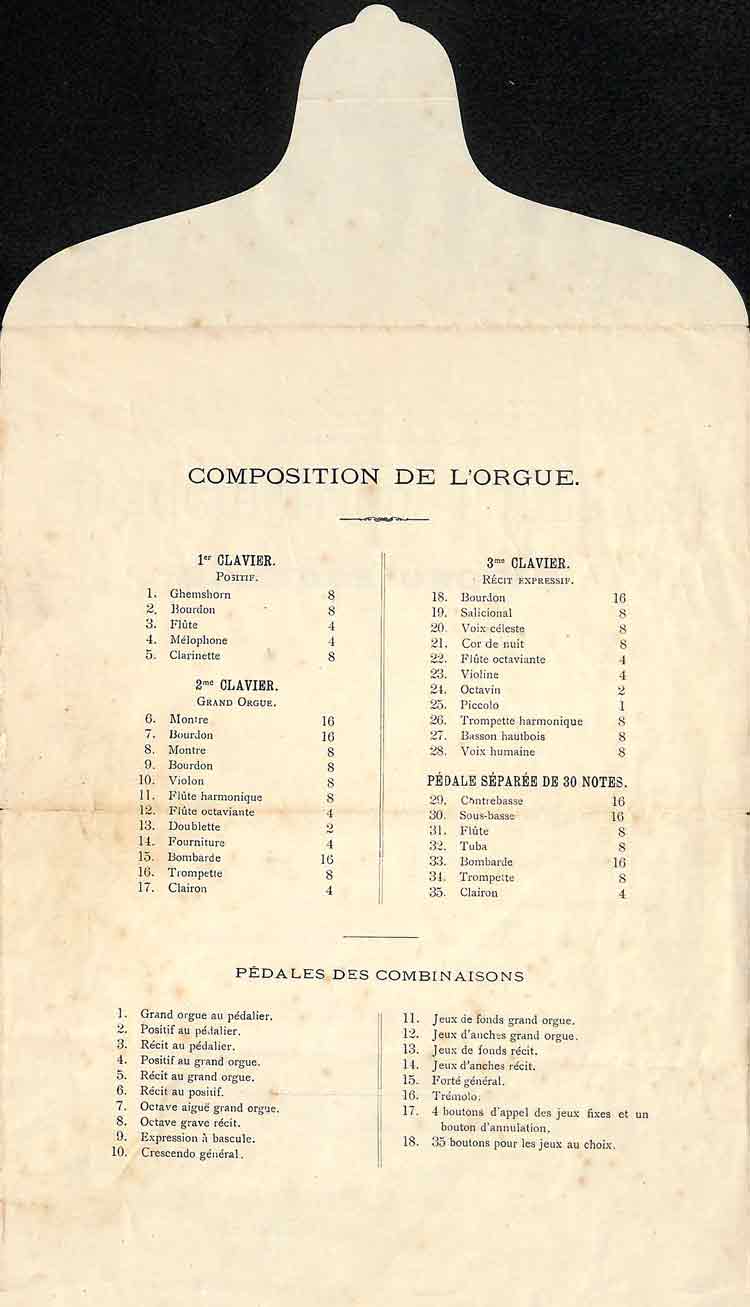 COMPOSITION DE L'ORGUE.
1er CLAVIER.
POSITIF.
1. Ghemshorn 8
2. Bourdon 8
3. Flûte 4
4. Mélophone 4
5. Clarinette 8
2me CLAVIER.
GRAND ORGUE.
6. Montre 16
7. Bourdon 16
8. Montre 8
9. Bourdon 8
10. Violon 8
11. Flûte harmonique 8
12. Flûte octaviante 4
13. Doublette 2
14. Fourniture 4
15. Bombarde 16
16. Trompette 8
17. Clairon 4
3me CLAVIER.
RÉCIT EXPRESSIF.
18. Bourdon 16
19. Salicional 8
20. Voix céleste 8
21. Cor de nuit 8
22. Flûte octaviante 4
23. Violine 4
24. Octavin 2
25. Piccolo 1
26. Trompette harmonique 8
27. Basson hautbois 8
28. Voix humaine 8
PÉDALE SÉPARÉE DE 30 NOTES.
29. Contrebasse 16
30. Sous-basse 16
31. Flûte 8
32. Tuba 8
33. Bombarde 16
34. Trompette 8
35. Clairon 4
PÉDALES DES COMBINAISONS
1. Grand orgue au pédalier.
2. Positif au pédalier.
3. Récit au pédalier.
4. Positif au grand orgue.
5. Récit au grand orgue.
6. Récit au positif.
7. Octave aiguë grand orgue.
8. Octave grave récit.
9. Expression à bascule.
10. Crescendo général.
11. Jeux de fonds grand orgue.
12. Jeux d'anches grand orgue.
13. Jeux de fonds récit.
14. Jeux d'anches récit.
15. Forté général.
16. Trémolo.
17. 4 boutons d'appel des jeux fixes et un
bouton d'annulation.
18. 35 boutons pour les jeux au choix.